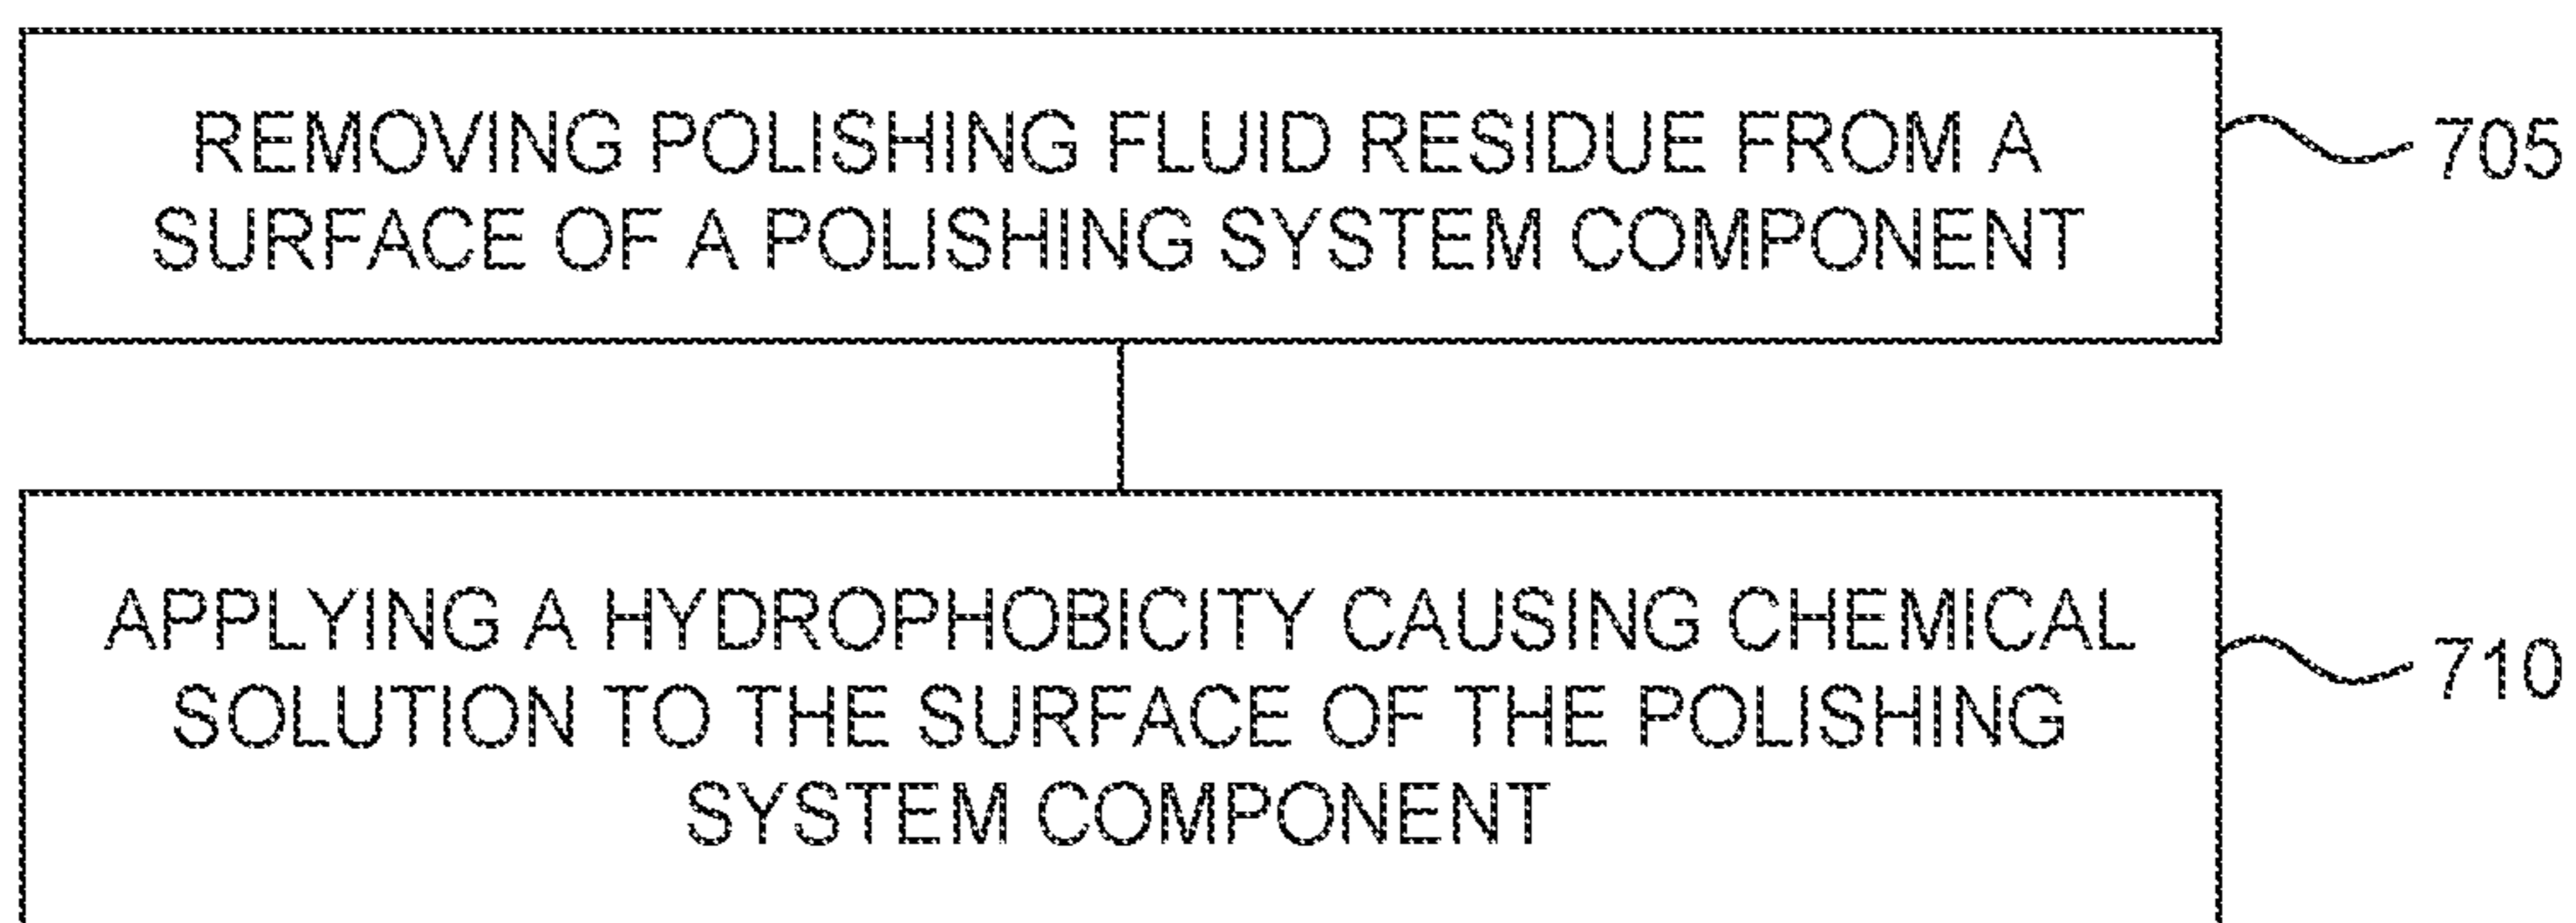 REMOVING POLISHING FLUID RESIDUE FROM A
SURFACE OF A POLISHING SYSTEM COMPONENT
705
APPLYING A HYDROPHOBICITY CAUSING CHEMICAL
SOLUTION TO THE SURFACE OF THE POLISHING
SYSTEM COMPONENT
710